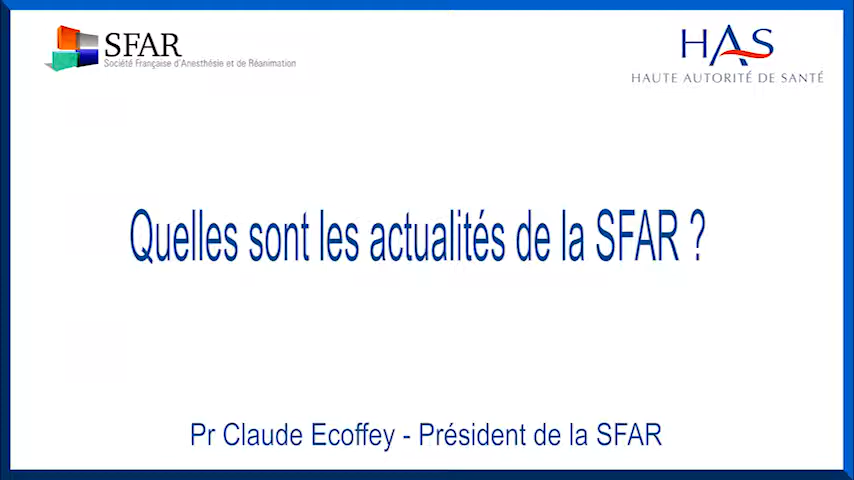 SFAR
Société Française d'Anesthésie et de Réanimation
HAS
HAUTE AUTORITÉ DE SANTÉ
Quelles sont les actualités de la SFAR ?
Pr Claude Ecoffey - Président de la SFAR